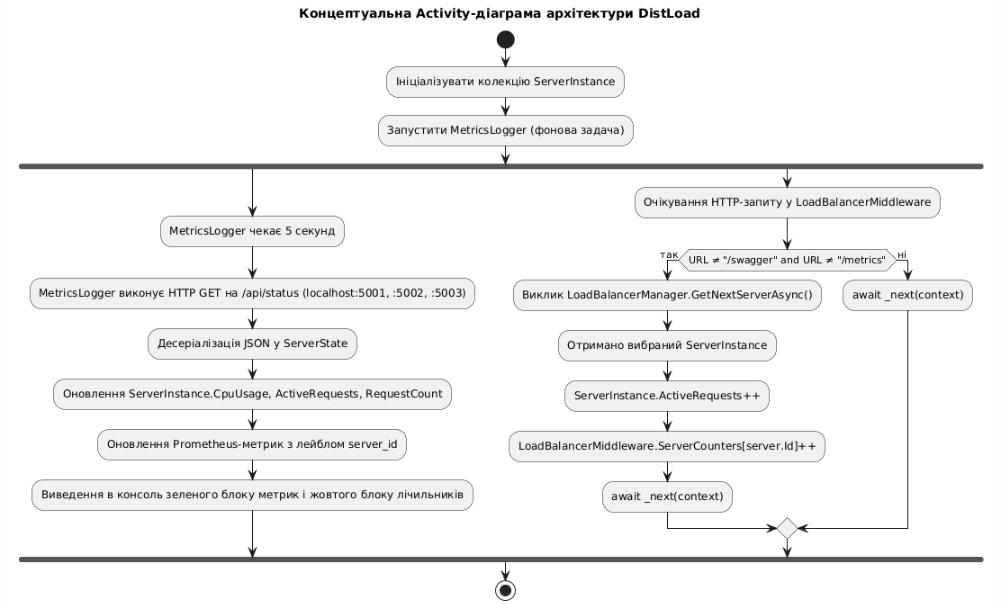 Концептуальна Activity-діаграма архітектури DistLoad
Ініціалізувати колекцію ServerInstance
Запустити MetricsLogger (фонова задача)
MetricsLogger чекає 5 секунд
MetricsLogger виконує HTTP GET на /api/status (localhost:5001, :5002, :5003)
Десеріалізація JSON у ServerState
Оновлення ServerInstance.CpuUsage, ActiveRequests, RequestCount
Оновлення Prometheus-метрик з лейблом server_id
Виведення в консоль зеленого блоку метрик і жовтого блоку лічильників
Очікування HTTP-запиту у LoadBalancerMiddleware
так
URL ≠ "/swagger" and URL ≠ "/metrics"
ні
Виклик LoadBalancerManager.GetNextServerAsync()
Отримано вибраний ServerInstance
ServerInstance.ActiveRequests++
LoadBalancerMiddleware.ServerCounters[server.Id]++
await _next(context)
await _next(context)